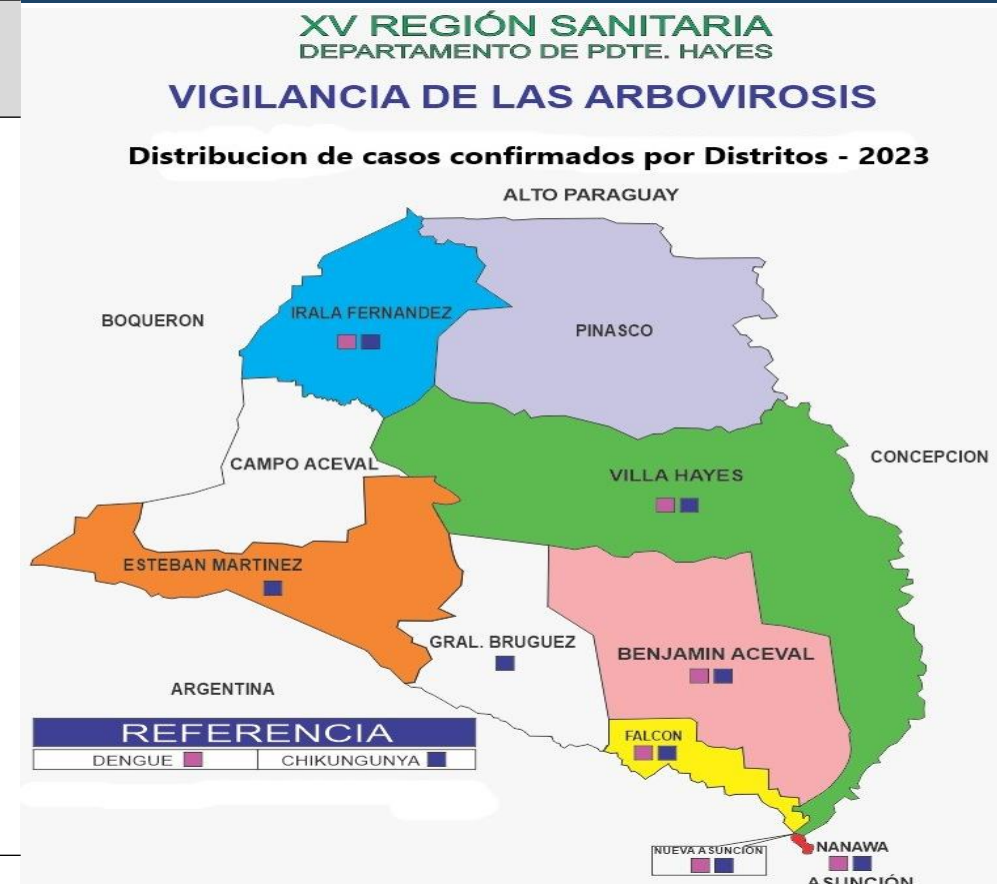 XV REGIÓN SANITARIA
DEPARTAMENTO DE PDTE. HAYES
VIGILANCIA DE LAS ARBOVIROSIS
Distribucion de casos confirmados por Distritos - 2023
ALTO PARAGUAY
BOQUERON
IRALA FERNANDEZ
PINASCO
CAMPO ACEVAL
VILLA HAYES
CONCEPCION
ESTEBAN MARTINEZ
GRAL. BRUGUEZ
BENJAMIN ACEVAL
ARGENTINA
FALCON
REFERENCIA
DENGUE
CHIKUNGUNYA
NUEVA ASUNCIÓN
NANAWA
ASUNCIÓN